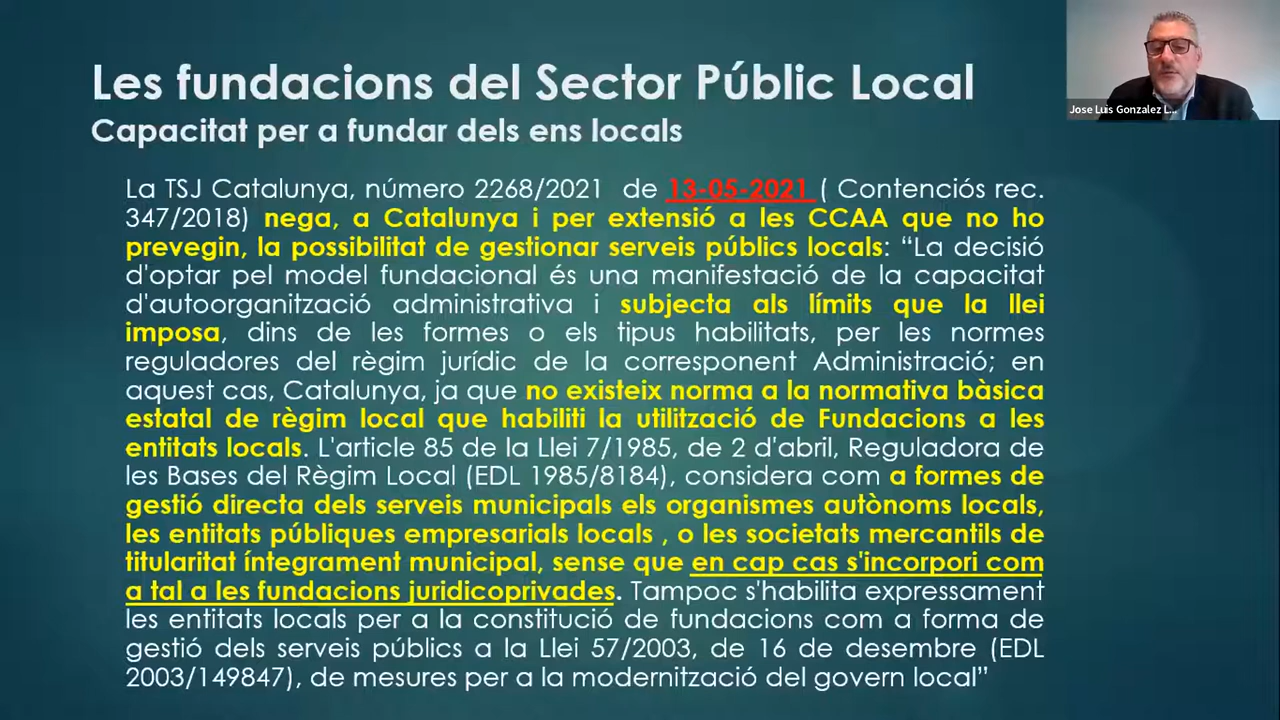 Les fundacions del Sector Públic Local
Capacitat per a fundar dels ens locals
Jose Luis Gonzalez L...
La TSJ Catalunya, número 2268/2021 de 13-05-2021 ( Contenciós rec.
347/2018) nega, a Catalunya i per extensió a les CCAA que no ho
prevegin, la possibilitat de gestionar serveis públics locals: “La decisió
d'optar pel model fundacional és una manifestació de la capacitat
d'autoorganització administrativa i subjecta als límits que la llei
imposa, dins de les formes o els tipus habilitats, per les normes
reguladores del règim jurídic de la corresponent Administració; en
aquest cas, Catalunya, ja que no existeix norma a la normativa bàsica
estatal de règim local que habiliti la utilització de Fundacions a les
entitats locals. L'article 85 de la Llei 7/1985, de 2 d'abril, Reguladora de
les Bases del Règim Local (EDL 1985/8184), considera com a formes de
gestió directa dels serveis municipals els organismes autònoms locals,
les entitats públiques empresarials locals , o les societats mercantils de
titularitat íntegrament municipal, sense que en cap cas s'incorpori com
a tal a les fundacions juridicoprivades. Tampoc s'habilita expressament
les entitats locals per a la constitució de fundacions com a forma de
gestió dels serveis públics a la Llei 57/2003, de 16 de desembre (EDL
2003/149847), de mesures per a la modernització del govern local”